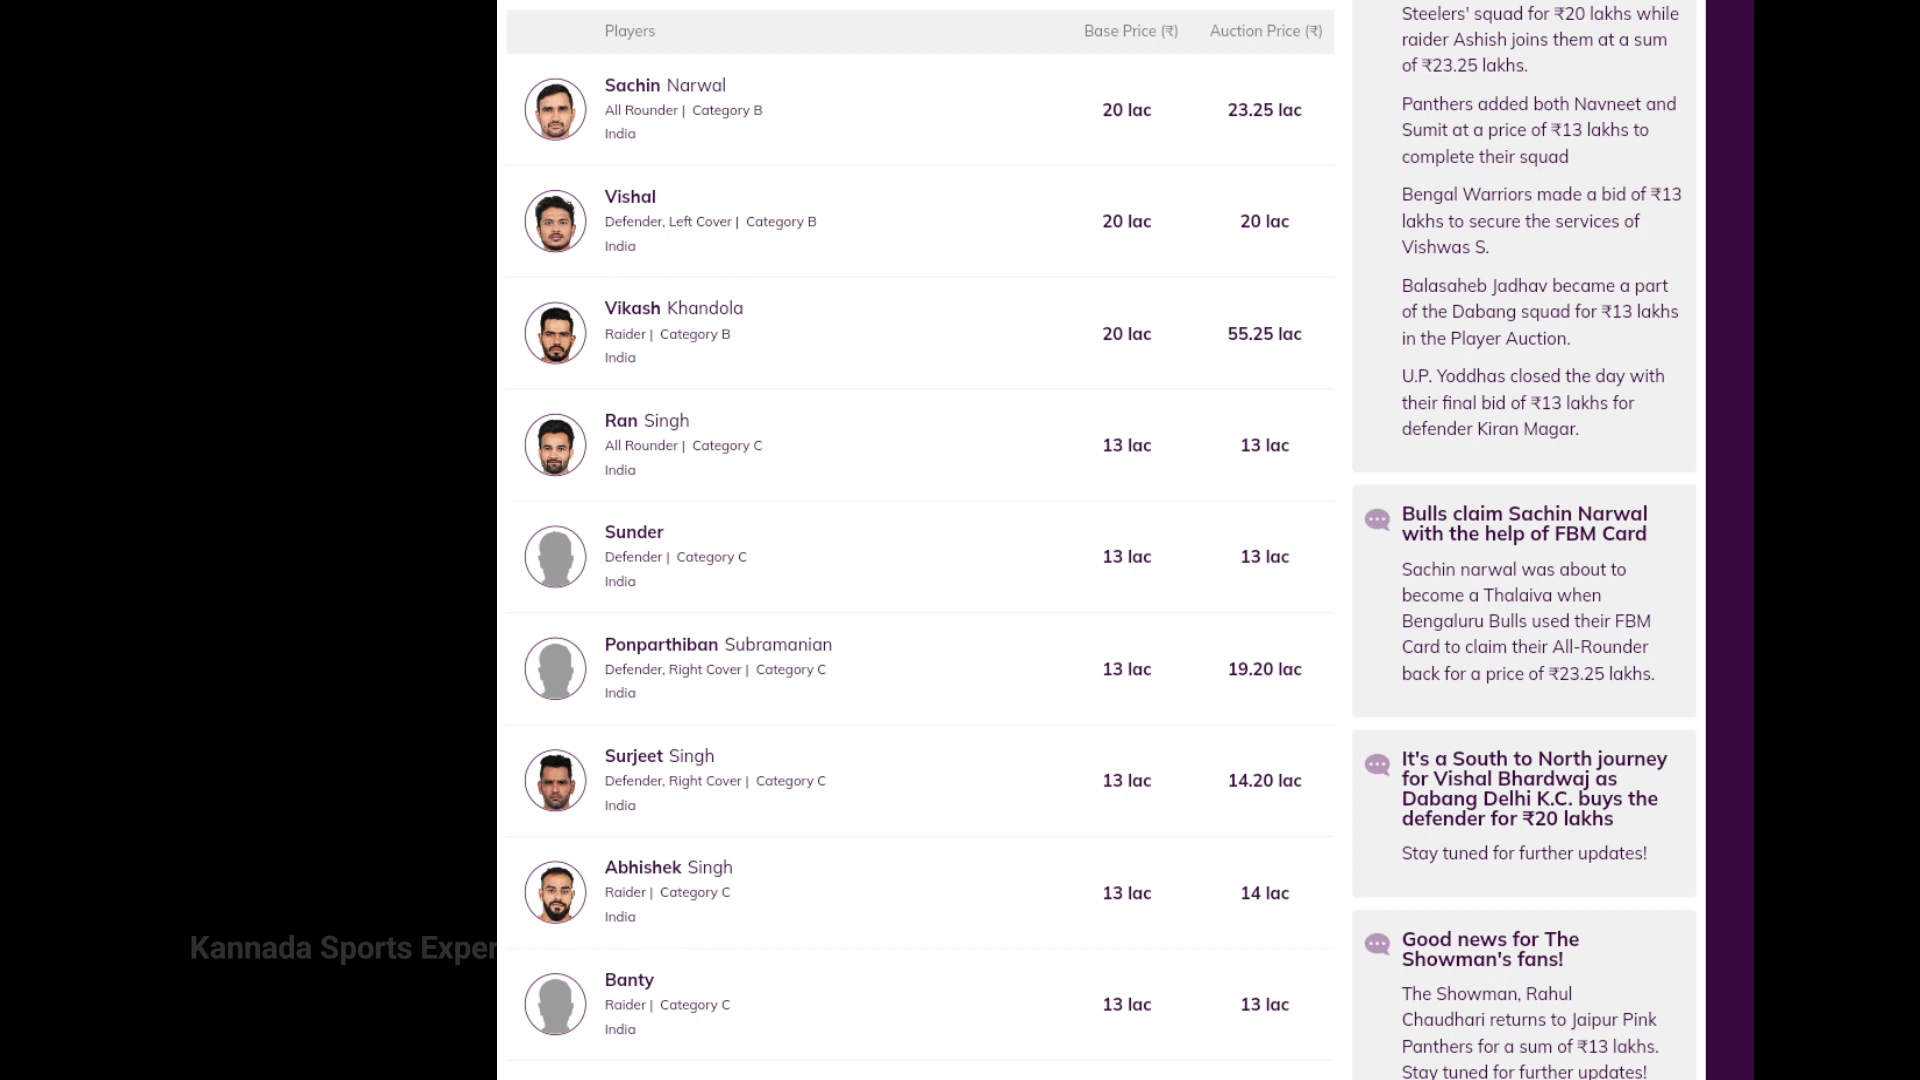 Players Base Price (₹) Auction Price (₹)
Sachin Narwal
All Rounder | Category B
India
20 lac 23.25 lac
Vishal
Defender, Left Cover | Category B
India
20 lac 20 lac
Vikash Khandola
Raider | Category B
India
20 lac 55.25 lac
Ran Singh
All Rounder | Category C
India
13 lac 13 lac
Sunder
Defender | Category C
India
13 lac 13 lac
Ponparthiban Subramanian
Defender, Right Cover | Category C
India
13 lac 19.20 lac
Surjeet Singh
Defender, Right Cover | Category C
India
13 lac 14.20 lac
Abhishek Singh
Raider | Category C
India
13 lac 14 lac
Banty
Raider | Category C
India
13 lac 13 lac
Steelers' squad for ₹20 lakhs while
raider Ashish joins them at a sum
of ₹23.25 lakhs.
Panthers added both Navneet and
Sumit at a price of ₹13 lakhs to
complete their squad
Bengal Warriors made a bid of ₹13
lakhs to secure the services of
Vishwas S.
Balasaheb Jadhav became a part
of the Dabang squad for ₹13 lakhs
in the Player Auction.
U.P. Yoddhas closed the day with
their final bid of ₹13 lakhs for
defender Kiran Magar.
Bulls claim Sachin Narwal
with the help of FBM Card
Sachin narwal was about to
become a Thalaiva when
Bengaluru Bulls used their FBM
Card to claim their All-Rounder
back for a price of ₹23.25 lakhs.
It's a South to North journey
for Vishal Bhardwaj as
Dabang Delhi K.C. buys the
defender for ₹20 lakhs
Stay tuned for further updates!
Good news for The
Showman's fans!
The Showman, Rahul
Chaudhari returns to Jaipur Pink
Panthers for a sum of ₹13 lakhs.
Stay tuned for further updates!
Kannada Sports Exper